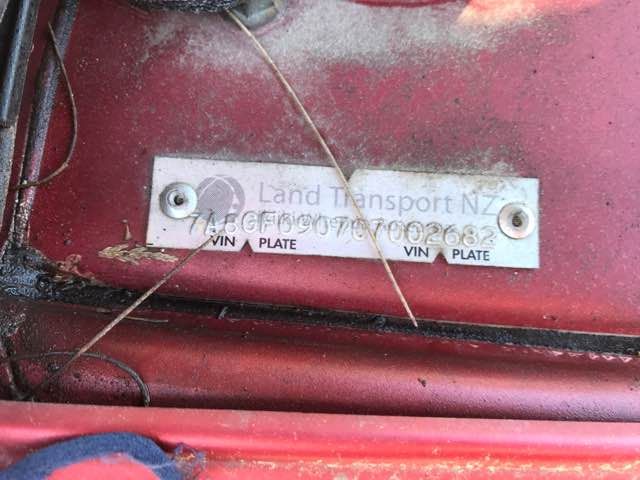 Land Transport NZ
7A8GF090707002682
VIN PLATE VIN PLATE